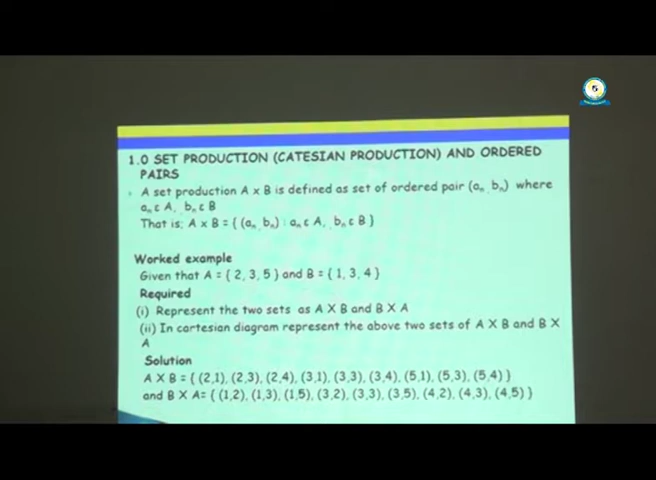 1.0 SET PRODUCTION (CATESIAN PRODUCTION) AND ORDERED
PAIRS
A set production A x B is defined as set of ordered pair (aₙ, bₙ) where
aₙ ε A, bₙ ε B
That is; A x B = { (aₙ, bₙ) : aₙ ε A, bₙ ε B }
Worked example
Given that A = { 2, 3, 5 } and B = { 1, 3, 4 }
Required
(i) Represent the two sets as A X B and B X A
(ii) In cartesian diagram represent the above two sets of A X B and B X
A
Solution
A X B = { (2,1), (2,3), (2,4), (3,1), (3,3), (3,4), (5,1), (5,3), (5,4) }
and B X A= { (1,2), (1,3), (1,5), (3,2), (3,3), (3,5), (4,2), (4,3), (4,5) }